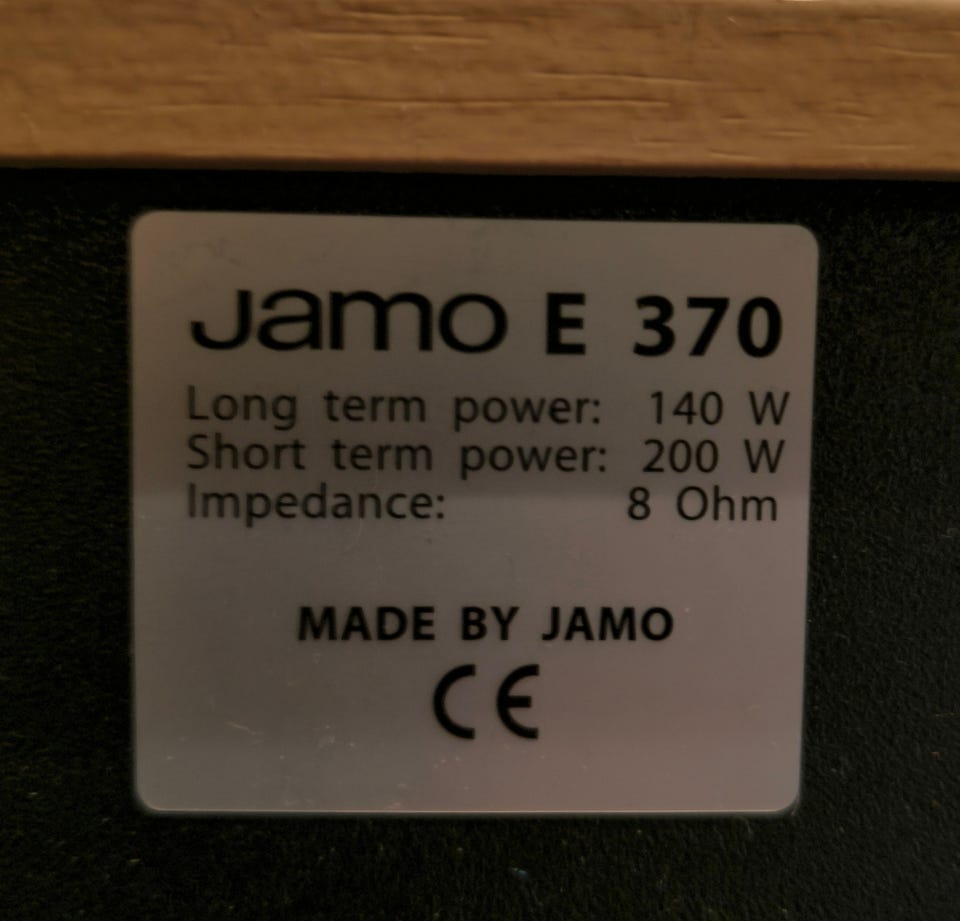 Jamo E 370
Long term power: 140 W
Short term power: 200 W
Impedance: 8 Ohm
MADE BY JAMO
CE